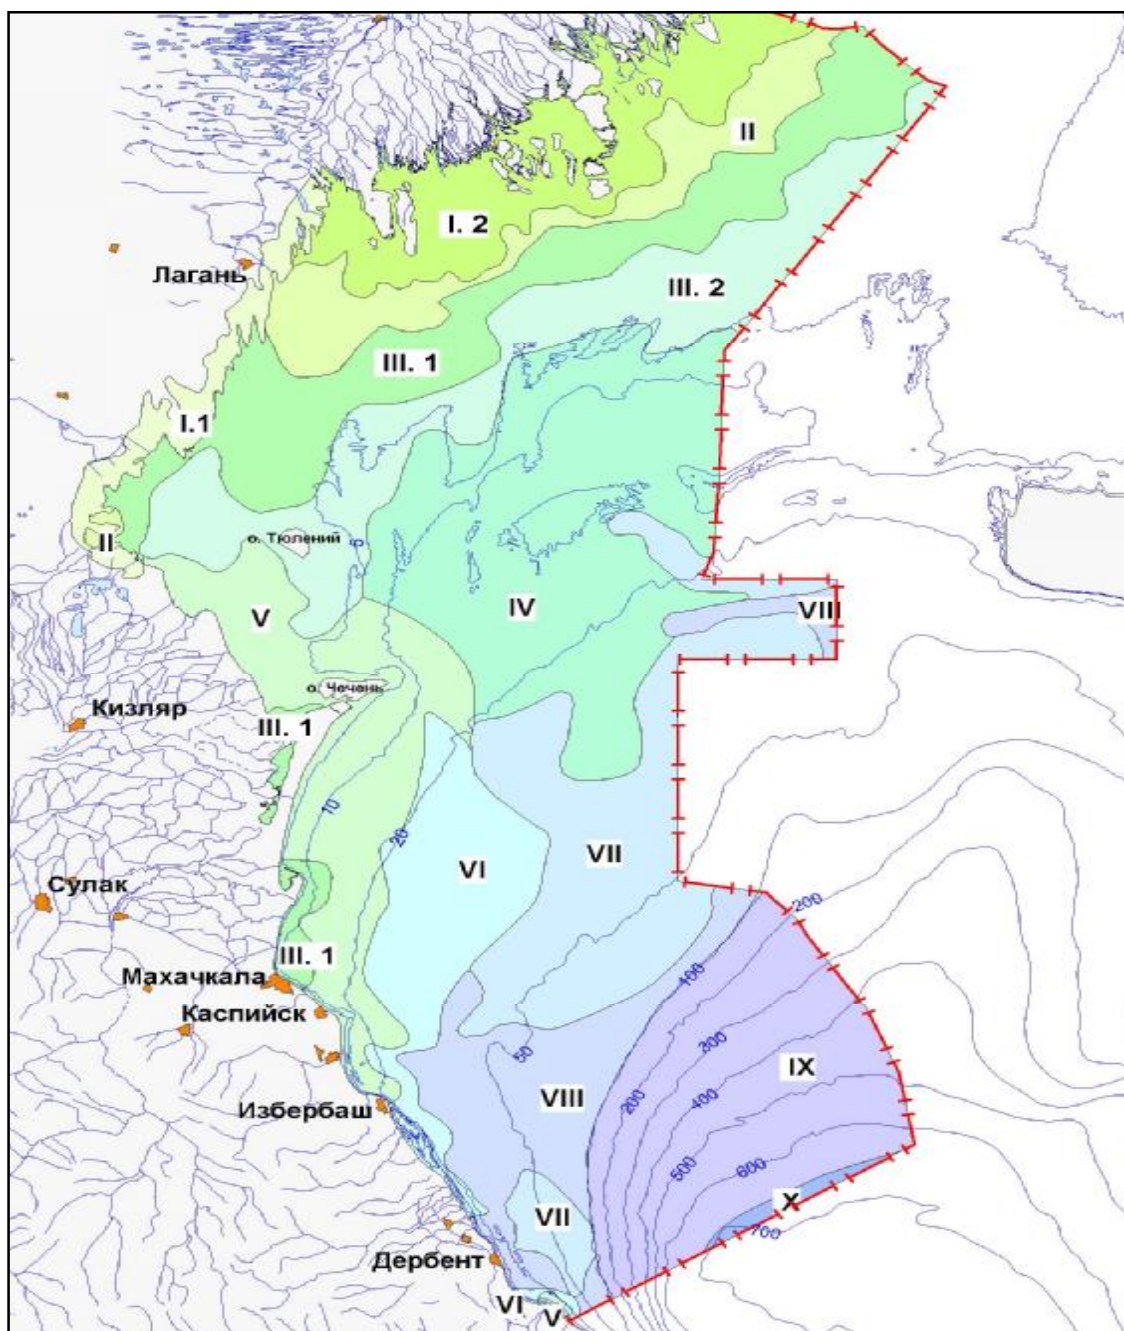 II
I. 2
Лагань
III. 2
III. 1
I.1
II
о. Тюлений
5
V
IV
VIII
о. Чечень
Кизляр
III. 1
10
20
VI
VII
Сулак
200
III. 1
Махачкала
100
Каспийск
50
300
IX
VIII
200
400
Избербаш
500
600
X
VII
700
Дербент
VI
V